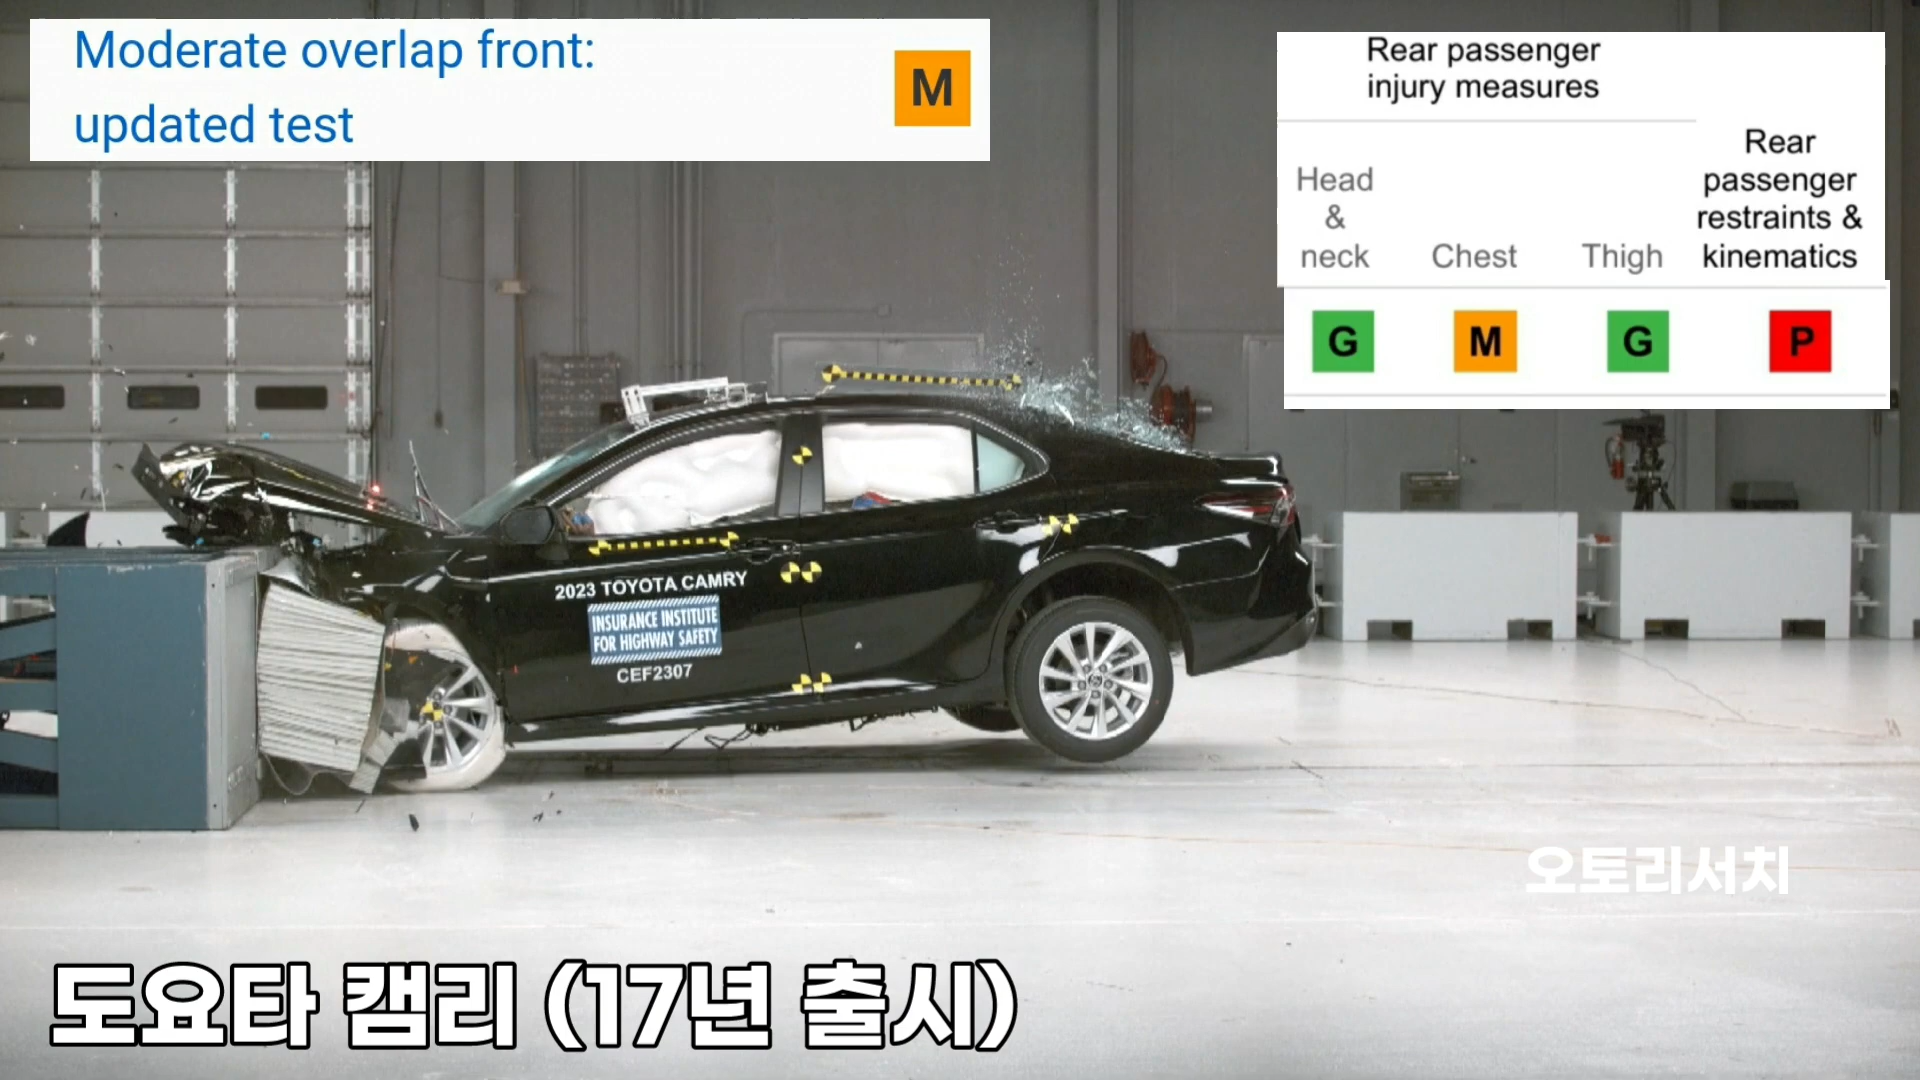 Moderate overlap front:
updated test
M
Rear passenger
injury measures
Head
&
neck
Chest
Thigh
Rear
passenger
restraints &
kinematics
G
M
G
P
2023 TOYOTA CAMRY
INSURANCE INSTITUTE
FOR HIGHWAY SAFETY
CEF2307
오토리서치
도요타 캠리 (17년 출시)